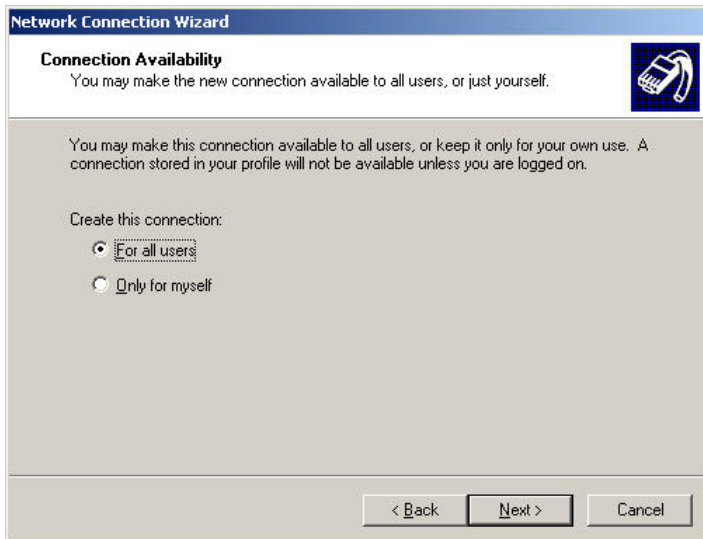 Network Connection Wizard
Connection Availability
You may make the new connection available to all users, or just yourself.
You may make this connection available to all users, or keep it only for your own use.  A
connection stored in your profile will not be available unless you are logged on.
Create this connection:
For all users
Only for myself
< Back
Next >
Cancel